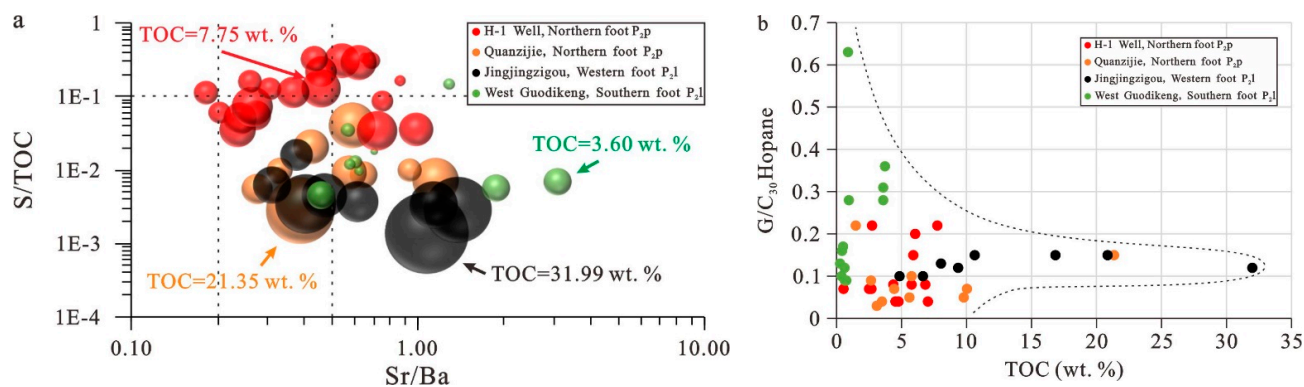 a
S/TOC
1
1E-1
1E-2
1E-3
1E-4
0.10
1.00
10.00
Sr/Ba
TOC=7.75 wt. %
TOC=3.60 wt. %
TOC=21.35 wt. %
TOC=31.99 wt. %
H-1 Well, Northern foot P₂p
Quanzijie, Northern foot P₂p
Jingjingzigou, Western foot P₂l
West Guodikeng, Southern foot P₂l
b
G/C₃₀ Hopane
0.7
0.6
0.5
0.4
0.3
0.2
0.1
0
0
5
10
15
20
25
30
35
TOC (wt. %)
H-1 Well, Northern foot P₂p
Quanzijie, Northern foot P₂p
Jingjingzigou, Western foot P₂l
West Guodikeng, Southern foot P₂l